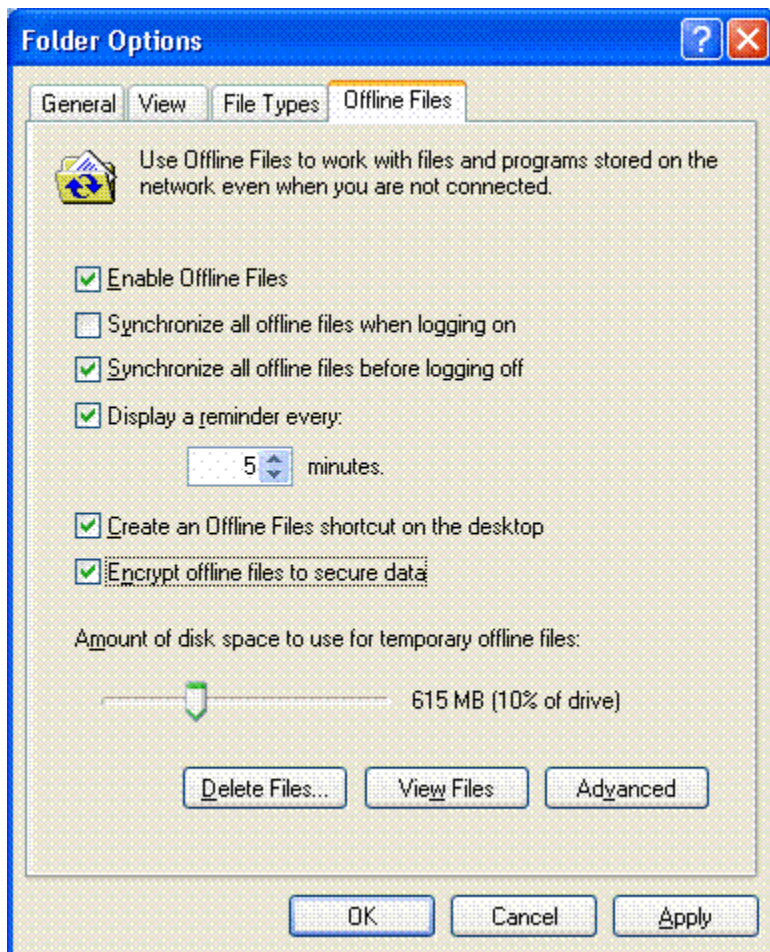 Folder Options
General View File Types Offline Files
Use Offline Files to work with files and programs stored on the
network even when you are not connected.
Enable Offline Files
Synchronize all offline files when logging on
Synchronize all offline files before logging off
Display a reminder every:
5 minutes.
Create an Offline Files shortcut on the desktop
Encrypt offline files to secure data
Amount of disk space to use for temporary offline files:
615 MB (10% of drive)
Delete Files... View Files Advanced
OK Cancel Apply